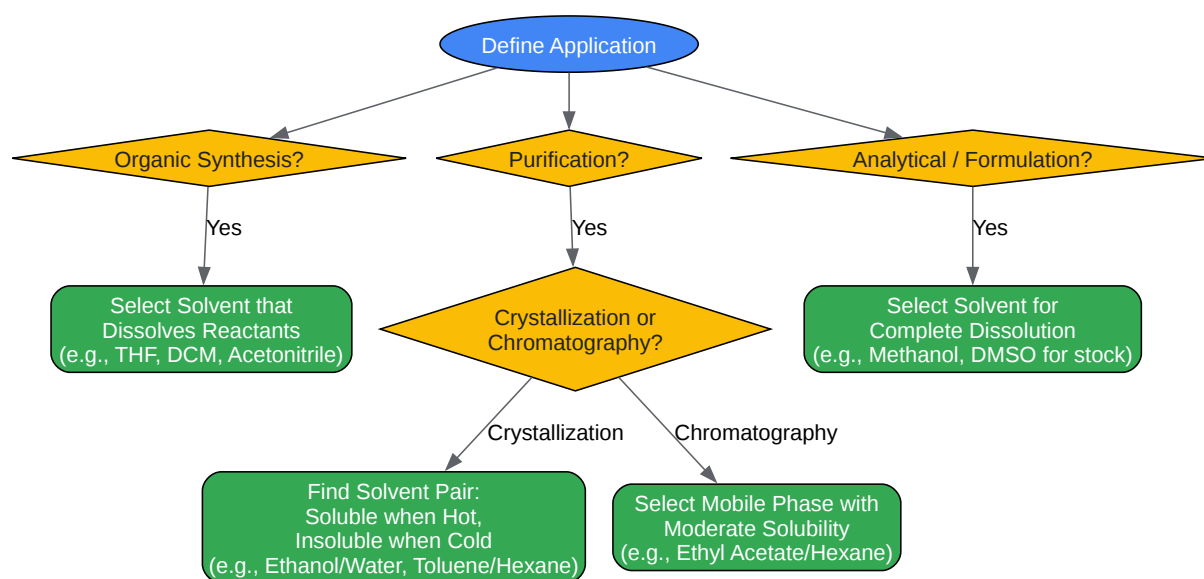 Define Application
Organic Synthesis?
Purification?
Analytical / Formulation?
Yes
Yes
Yes
Select Solvent that
Dissolves Reactants
(e.g., THF, DCM, Acetonitrile)
Crystallization or
Chromatography?
Select Solvent for
Complete Dissolution
(e.g., Methanol, DMSO for stock)
Crystallization
Chromatography
Find Solvent Pair:
Soluble when Hot,
Insoluble when Cold
(e.g., Ethanol/Water, Toluene/Hexane)
Select Mobile Phase with
Moderate Solubility
(e.g., Ethyl Acetate/Hexane)